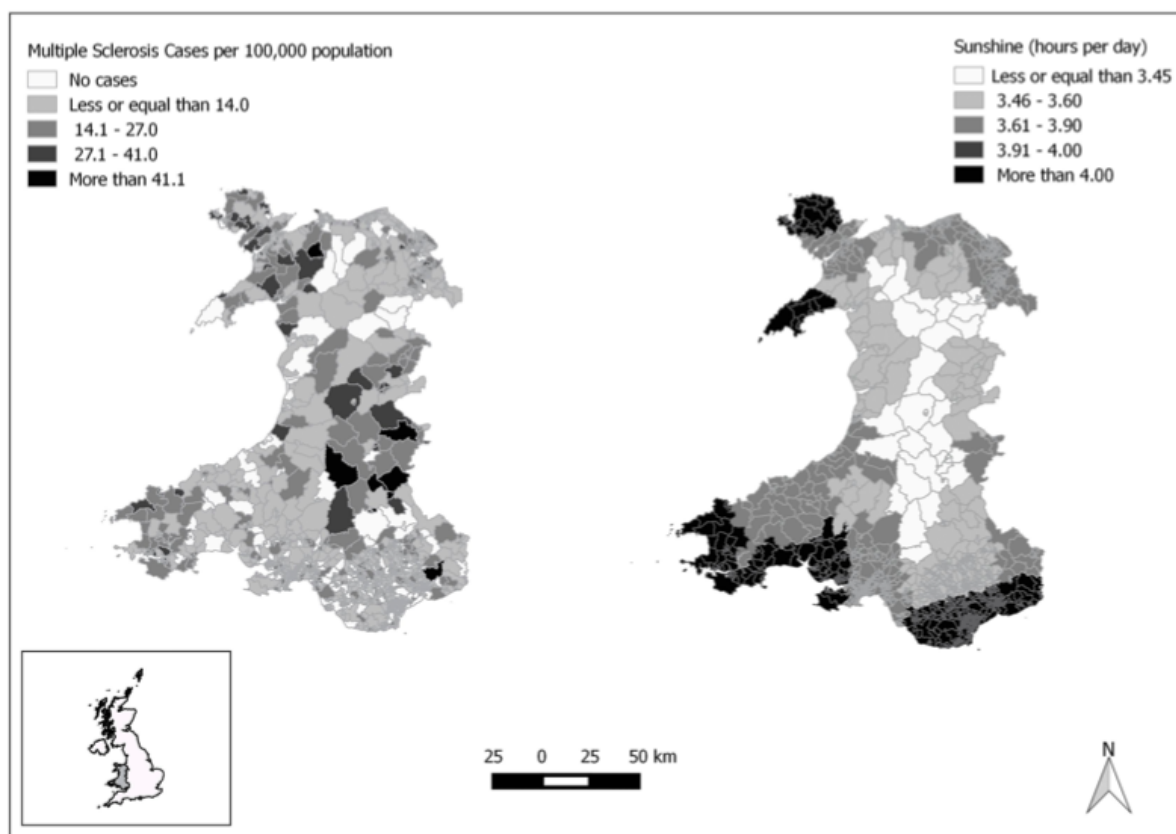 Multiple Sclerosis Cases per 100,000 population
No cases
Less or equal than 14.0
14.1 - 27.0
27.1 - 41.0
More than 41.1
Sunshine (hours per day)
Less or equal than 3.45
3.46 - 3.60
3.61 - 3.90
3.91 - 4.00
More than 4.00
25 0 25 50 km
N